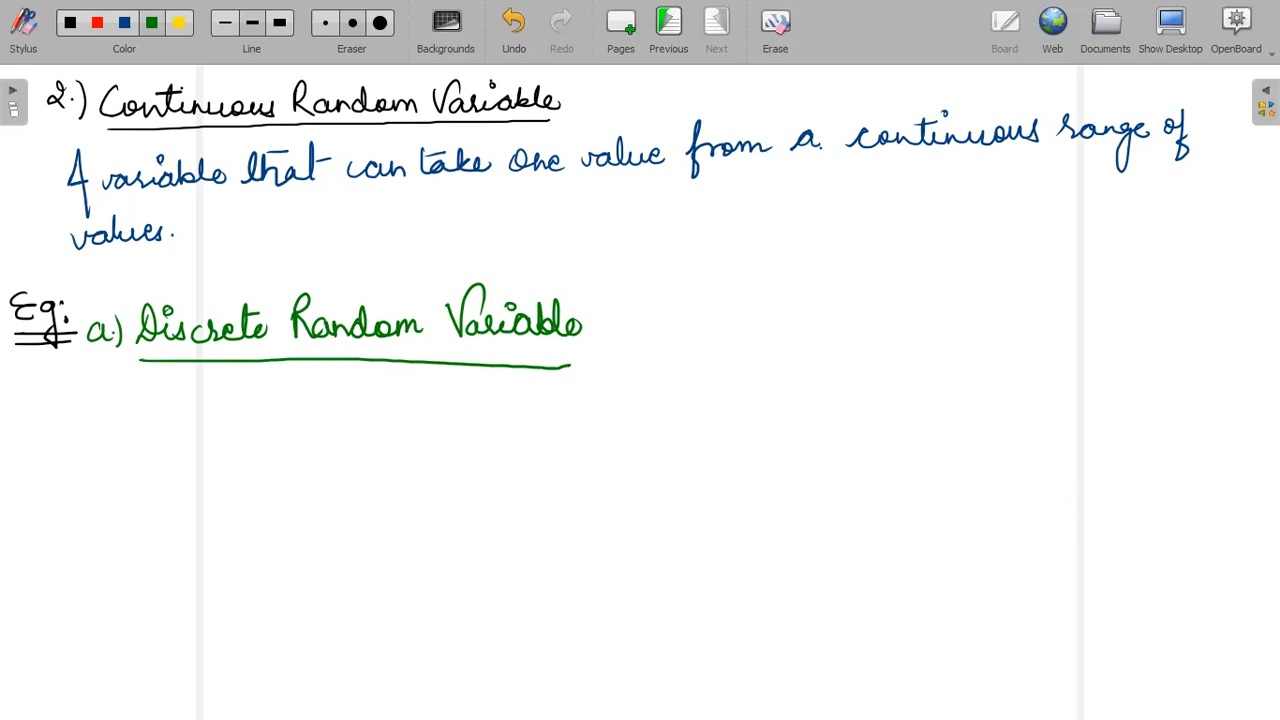 Stylus Color Line Eraser Backgrounds Undo Redo Pages Previous Next Erase Board Web Documents Show Desktop OpenBoard
2.) Continuous Random Variable
A variable that can take one value from a continuous range of
values.
Eg: a.) Discrete Random Variable